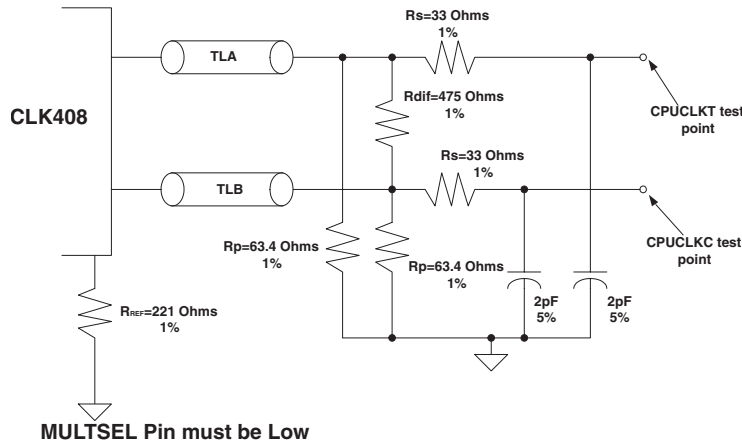 Rs=33 Ohms
1%
TLA
CLK408
Rdif=475 Ohms
1%
CPUCLKT test
point
Rs=33 Ohms
1%
TLB
Rp=63.4 Ohms
1%
Rp=63.4 Ohms
1%
CPUCLKC test
point
RREF=221 Ohms
1%
2pF
5%
2pF
5%
MULTSEL Pin must be Low